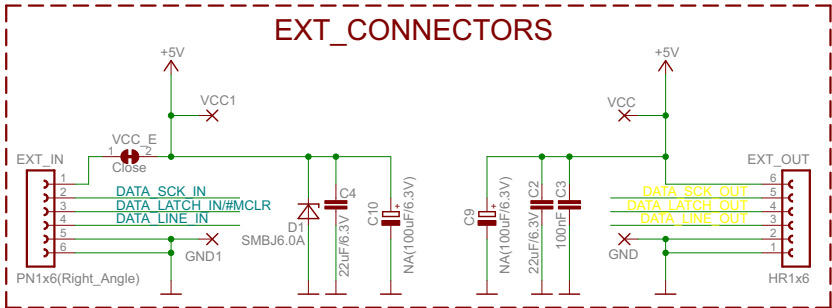 EXT_CONNECTORS
+5V
+5V
VCC1
VCC
VCC_E
EXT_IN
1 2
Close
EXT_OUT
1
2
3
4
5
6
DATA_SCK_IN
DATA_LATCH_IN/#MCLR
DATA_LINE_IN
GND1
PN1x6(Right_Angle)
D1
SMBJ6.0A
C4
22uF/6.3V
C10
NA(100uF/6.3V)
C9
NA(100uF/6.3V)
C2
22uF/6.3V
C3
100nF
6
5
4
3
2
1
DATA_SCK_OUT
DATA_LATCH_OUT
DATA_LINE_OUT
GND
HR1x6